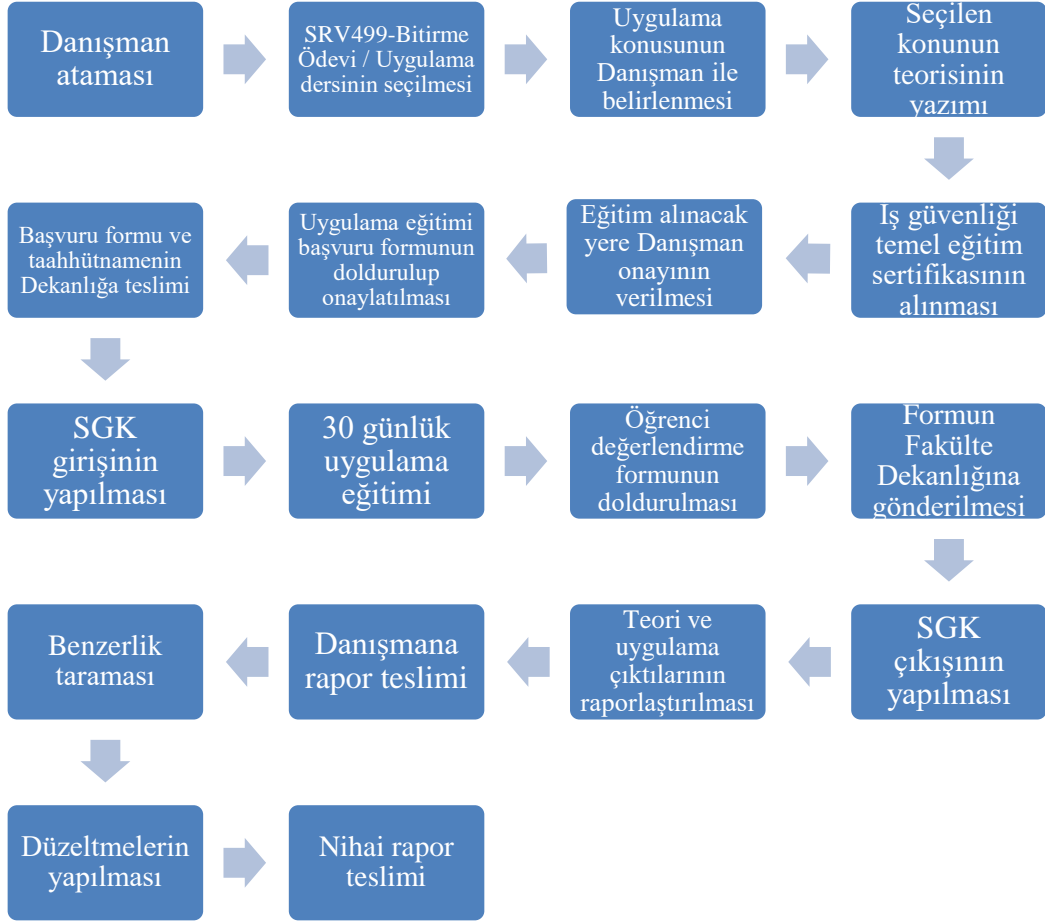 Danışman
ataması
SRV499-Bitirme
Ödevi / Uygulama
dersinin seçilmesi
Uygulama
konusunun
Danışman ile
belirlenmesi
Seçilen
konunun
teorisinin
yazımı
İş güvenliği
temel eğitim
sertifikasının
alınması
Eğitim alınacak
yere Danışman
onayının
verilmesi
Uygulama eğitimi
başvuru formunun
doldurulup
onaylatılması
Başvuru formu ve
taahhütnamenin
Dekanlığa teslimi
SGK
girişinin
yapılması
30 günlük
uygulama
eğitimi
Öğrenci
değerlendirme
formunun
doldurulması
Formun
Fakülte
Dekanlığına
gönderilmesi
SGK
çıkışının
yapılması
Teori ve
uygulama
çıktılarının
raporlaştırılması
Danışmana
rapor teslimi
Benzerlik
taraması
Düzeltmelerin
yapılması
Nihai rapor
teslimi